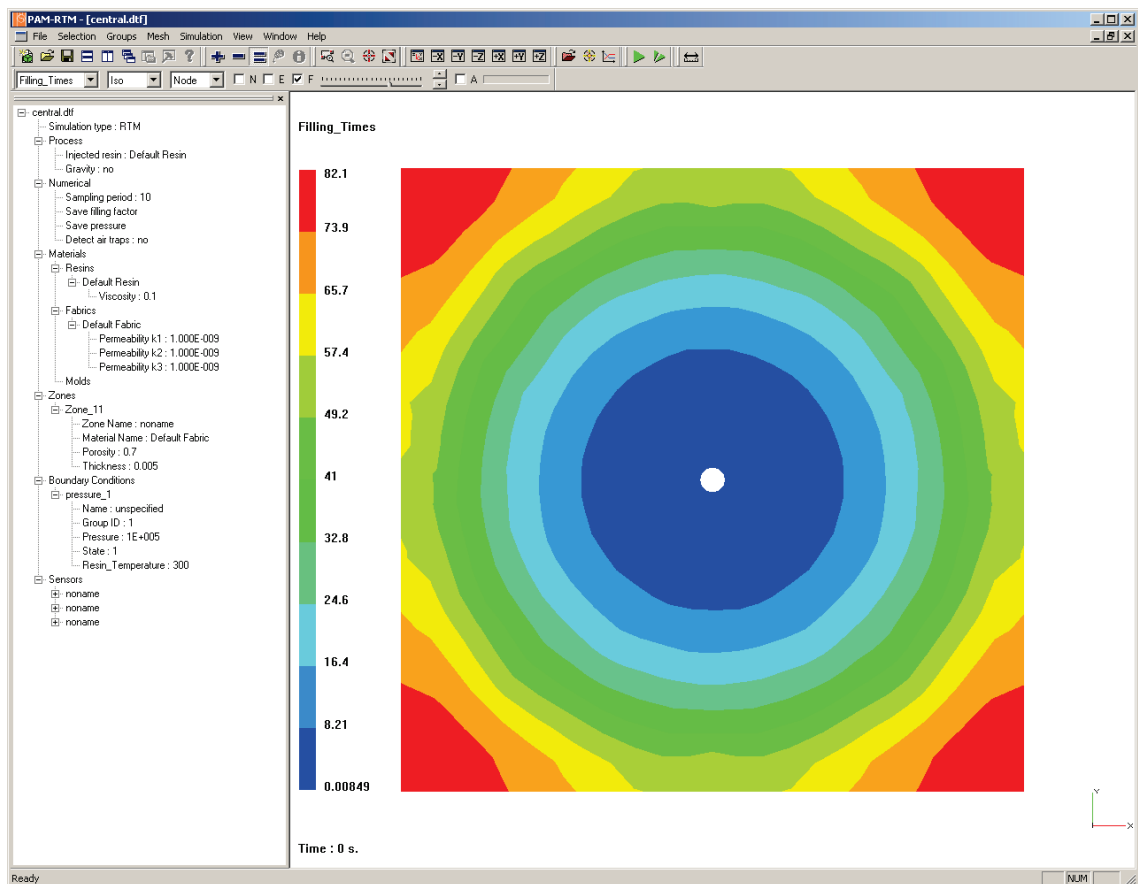 PAM-RTM - [central.dtf]
File Selection Groups Mesh Simulation View Window Help
-X -Y -Z +X +Y +Z
Filling_Times Iso Node N E F A
central.dtf
Simulation type : RTM
Process
Injected resin : Default Resin
Gravity : no
Numerical
Sampling period : 10
Save filling factor
Save pressure
Detect air traps : no
Materials
Resins
Default Resin
Viscosity : 0.1
Fabrics
Default Fabric
Permeability k1 : 1.000E-009
Permeability k2 : 1.000E-009
Permeability k3 : 1.000E-009
Molds
Zones
Zone_11
Zone Name : noname
Material Name : Default Fabric
Porosity : 0.7
Thickness : 0.005
Boundary Conditions
pressure_1
Name : unspecified
Group ID : 1
Pressure : 1E+005
State : 1
Resin_Temperature : 300
Sensors
noname
noname
noname
Filling_Times
82.1
73.9
65.7
57.4
49.2
41
32.8
24.6
16.4
8.21
0.00849
Y
X
Time : 0 s.
Ready
NUM